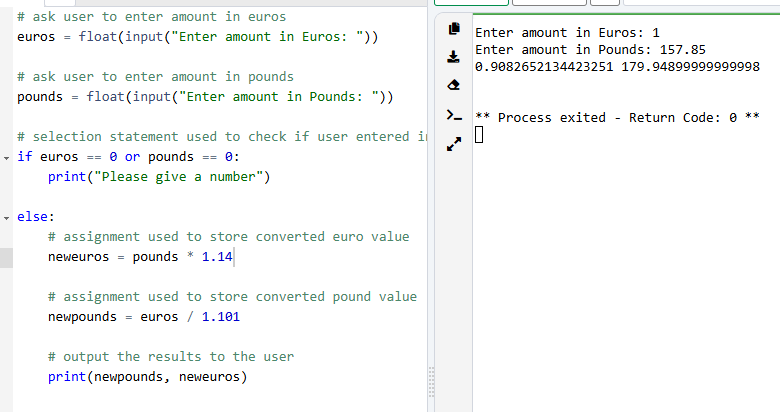 # ask user to enter amount in euros
euros = float(input("Enter amount in Euros: "))
# ask user to enter amount in pounds
pounds = float(input("Enter amount in Pounds: "))
# selection statement used to check if user entered
if euros == 0 or pounds == 0:
print("Please give a number")
else:
# assignment used to store converted euro value
neweuros = pounds * 1.14
# assignment used to store converted pound value
newpounds = euros / 1.101
# output the results to the user
print(newpounds, neweuros)
Enter amount in Euros: 1
Enter amount in Pounds: 157.85
0.9082652134423251 179.94899999999998
** Process exited - Return Code: 0 **